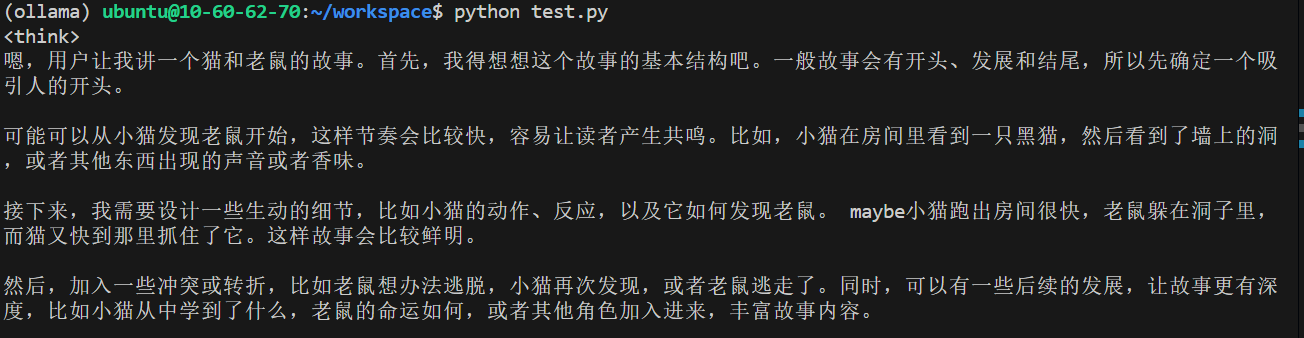 (ollama) ubuntu@10-60-62-70:~/workspace$ python test.py
<think>
嗯，用户让我讲一个猫和老鼠的故事。首先，我得想想这个故事的基本结构吧。一般故事会有开头、发展和结尾，所以先确定一个吸
引人的开头。
可能可以从小猫发现老鼠开始，这样节奏会比较快，容易让读者产生共鸣。比如，小猫在房间里看到一只黑猫，然后看到了墙上的洞
，或者其他东西出现的声音或者香味。
接下来，我需要设计一些生动的细节，比如小猫的动作、反应，以及它如何发现老鼠。 maybe小猫跑出房间很快，老鼠躲在洞子里，
而猫又快到那里抓住了它。这样故事会比较鲜明。
然后，加入一些冲突或转折，比如老鼠想办法逃脱，小猫再次发现，或者老鼠逃走了。同时，可以有一些后续的发展，让故事更有深
度，比如小猫从中学到了什么，老鼠的命运如何，或者其他角色加入进来，丰富故事内容。